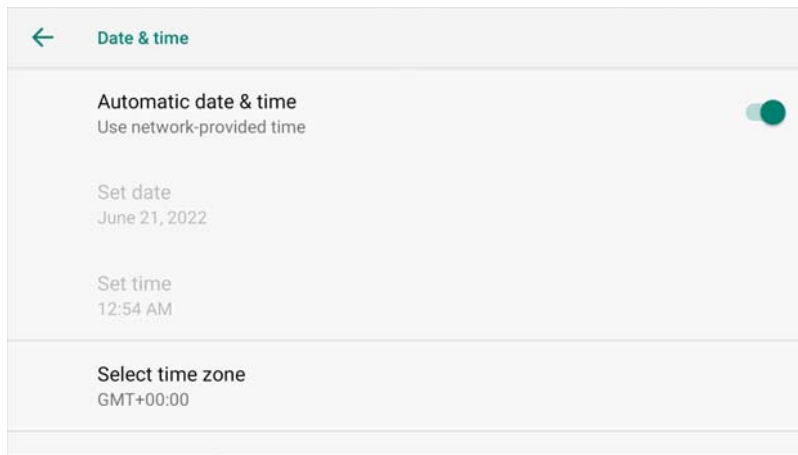 Date & time
Automatic date & time
Use network-provided time
Set date
June 21, 2022
Set time
12:54 AM
Select time zone
GMT+00:00